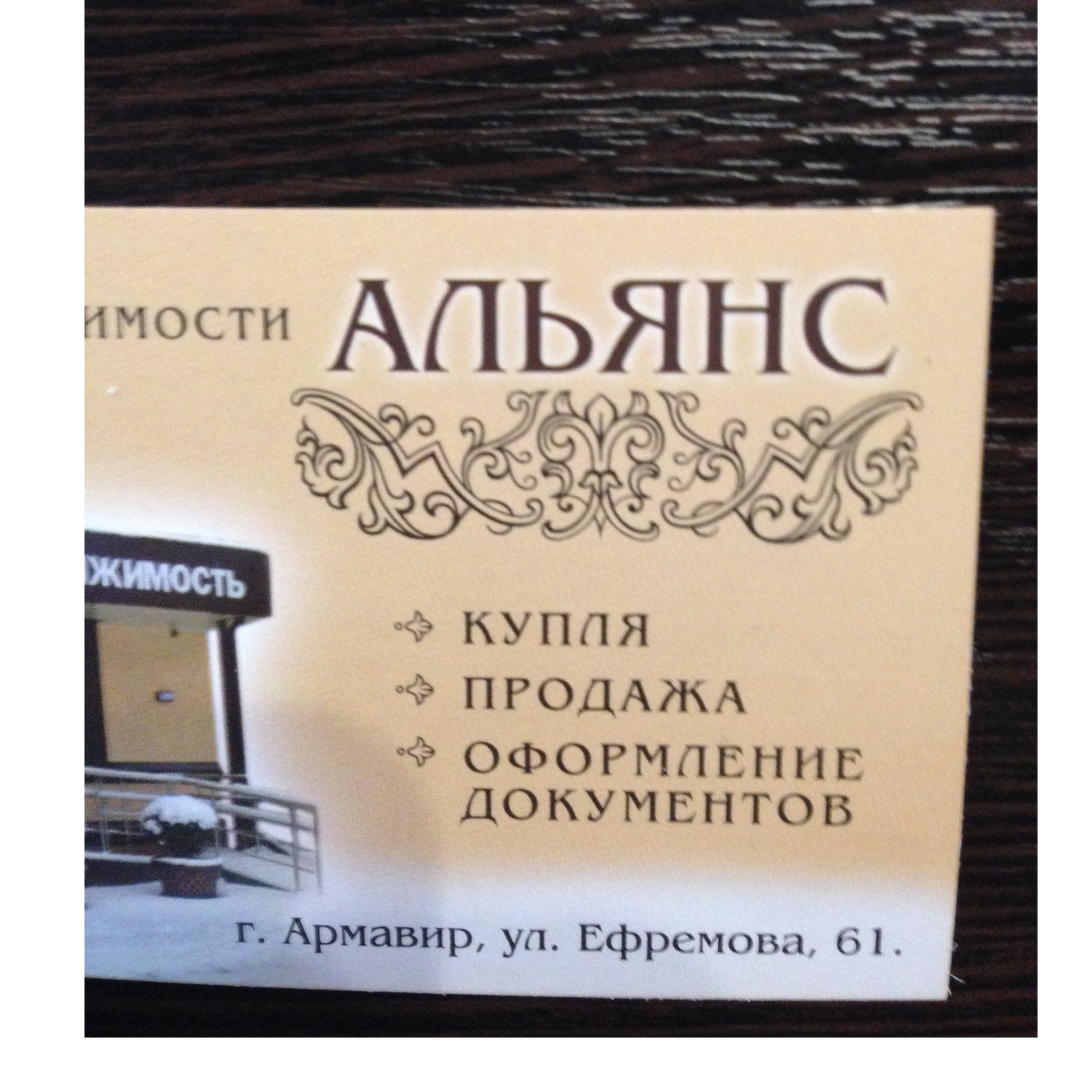 имости АЛЬЯНС
ЖИМОСТЬ
КУПЛЯ
ПРОДАЖА
ОФОРМЛЕНИЕ
ДОКУМЕНТОВ
г. Армавир, ул. Ефремова, 61.